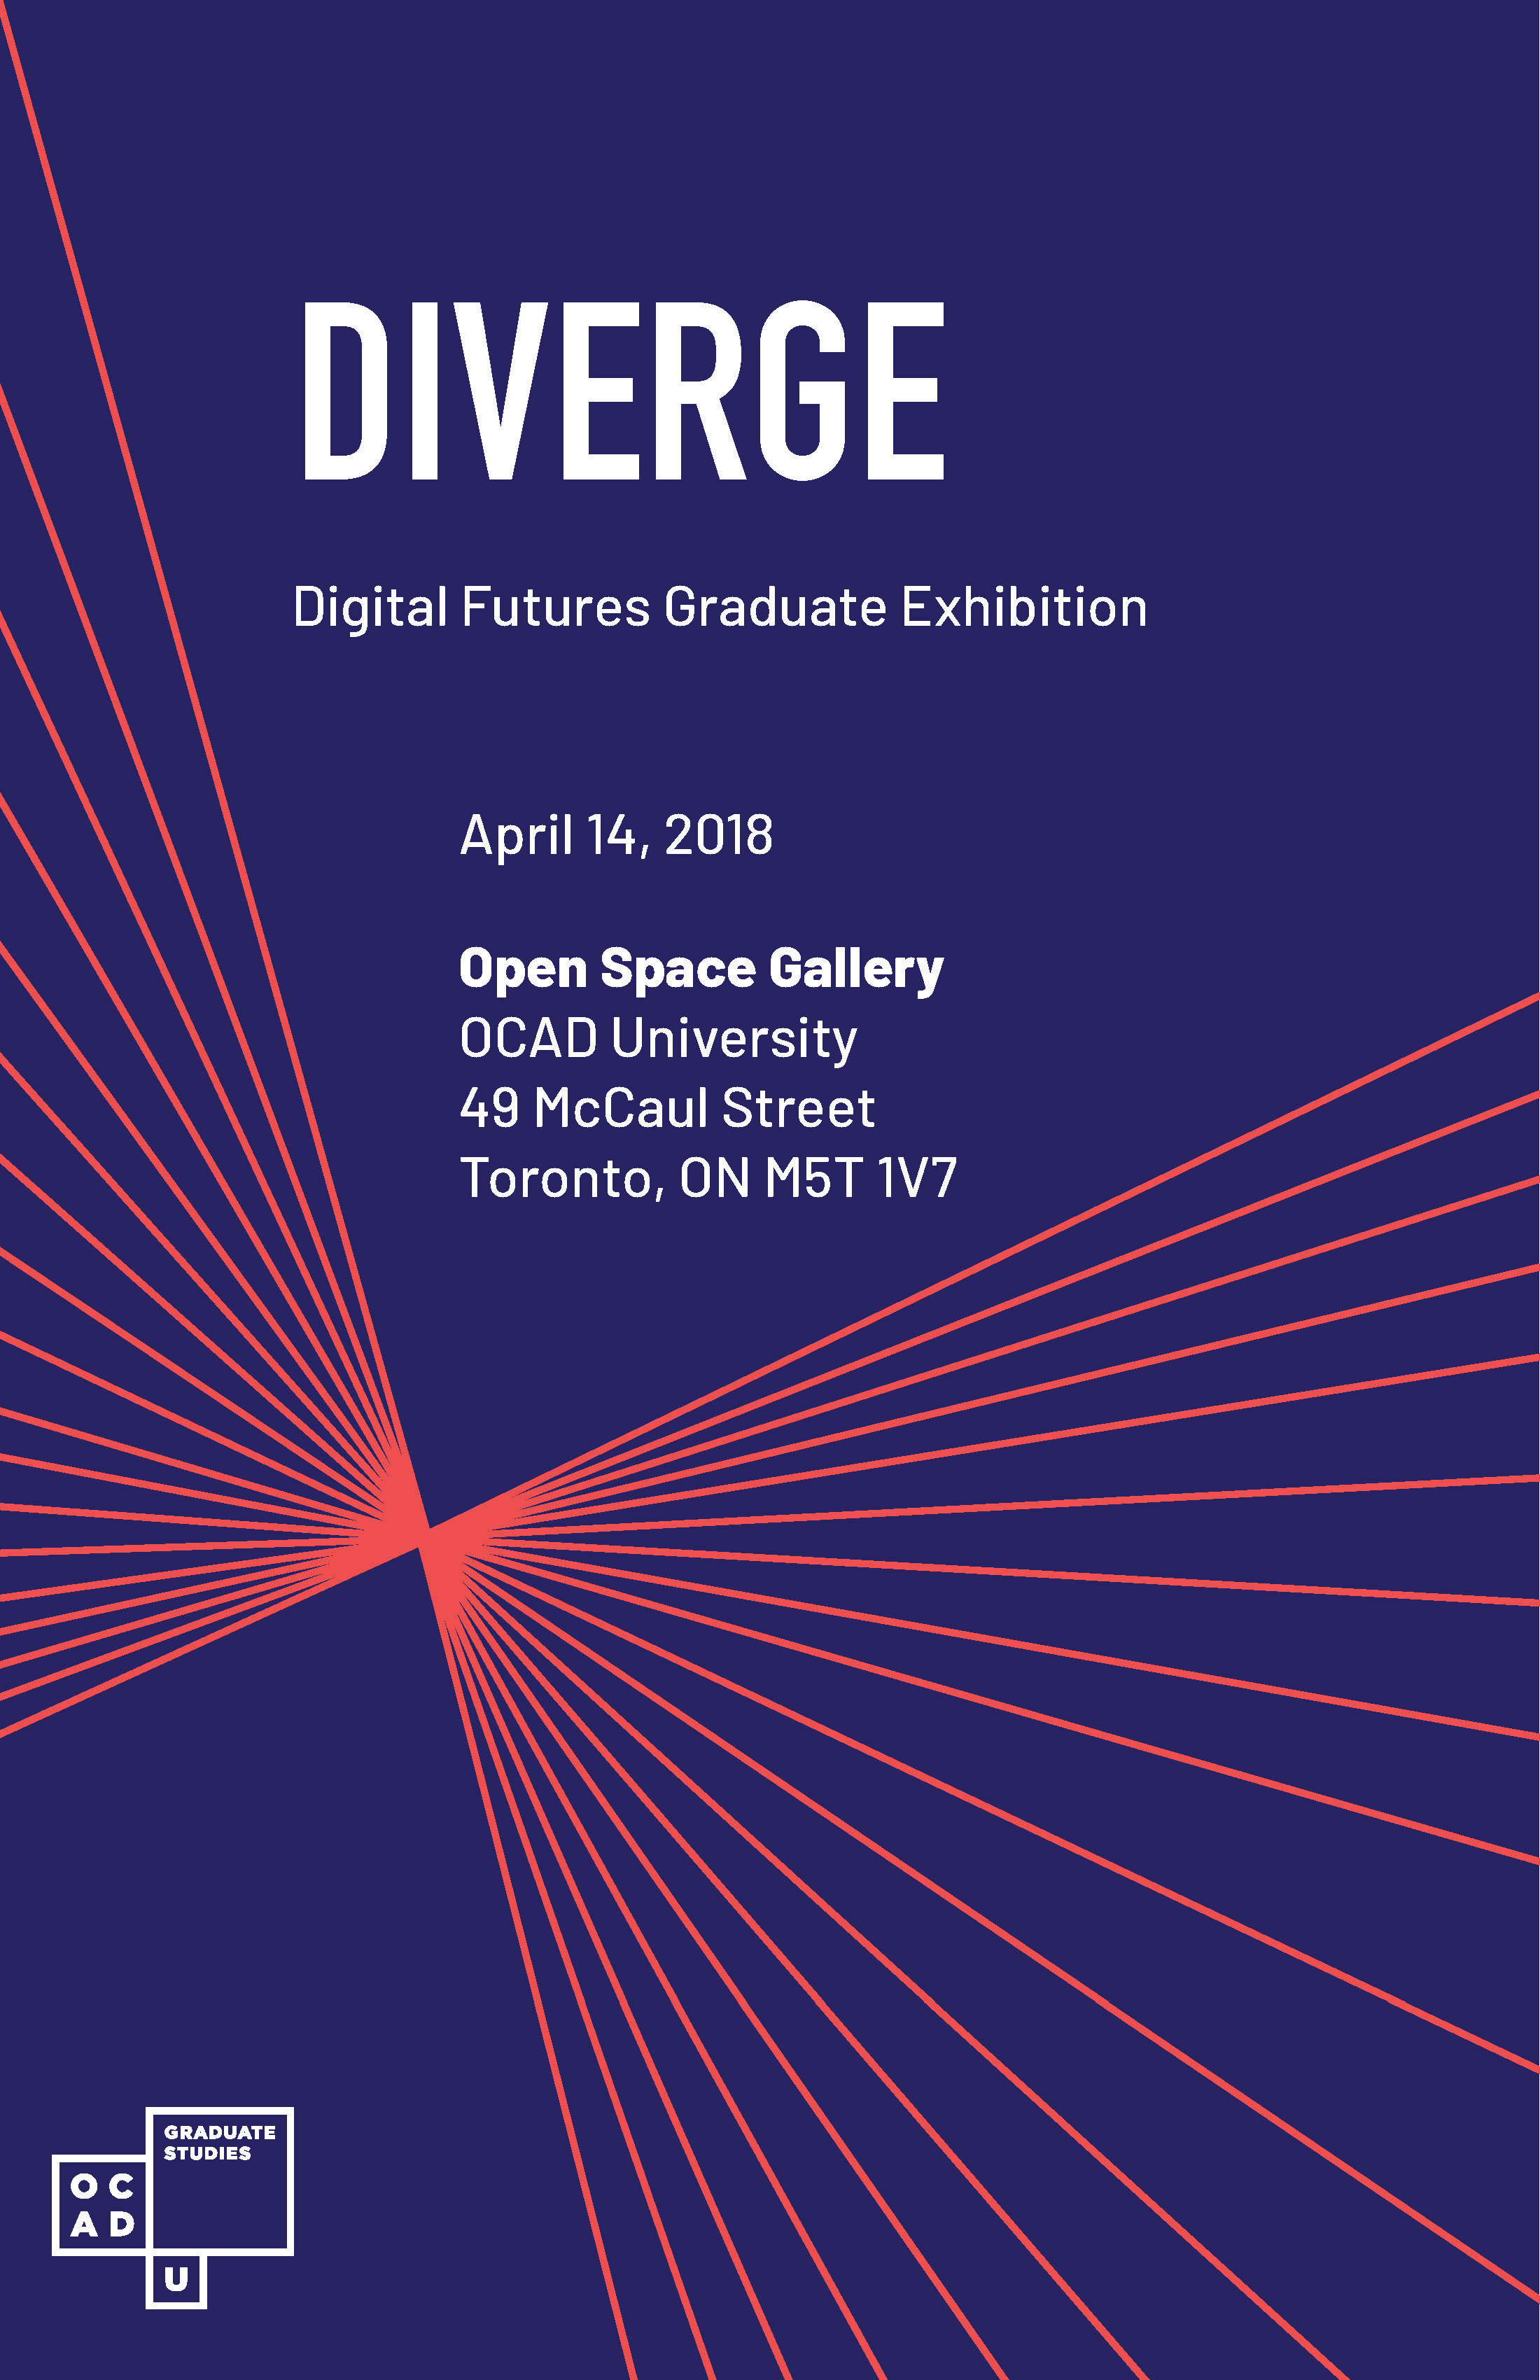 DIVERGE
Digital Futures Graduate Exhibition
April 14, 2018
Open Space Gallery
OCAD University
49 McCaul Street
Toronto, ON M5T 1V7
GRADUATE
STUDIES
O C
A D
U